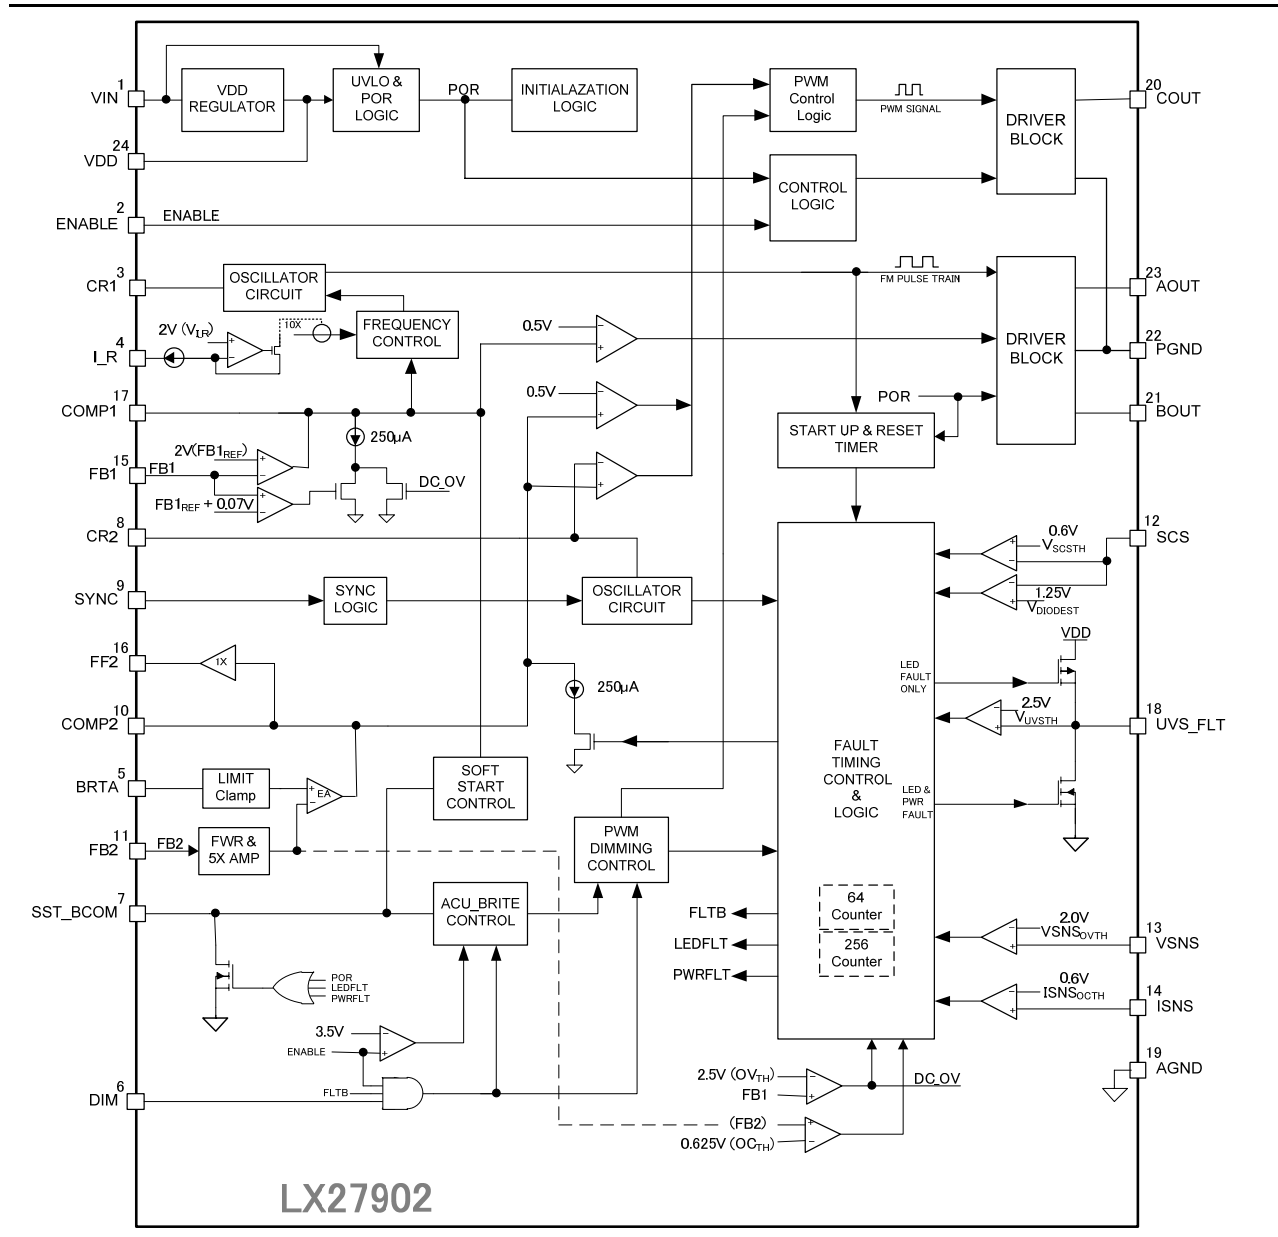 1
VIN
VDD
REGULATOR
UVLO &
POR
LOGIC
POR
INITIALAZATION
LOGIC
PWM
Control
Logic
PWM SIGNAL
DRIVER
BLOCK
20
COUT
24
VDD
CONTROL
LOGIC
2
ENABLE
ENABLE
3
CR1
OSCILLATOR
CIRCUIT
FM PULSE TRAIN
23
AOUT
2V (VI_R)
10X
FREQUENCY
CONTROL
0.5V
DRIVER
BLOCK
4
I_R
22
PGND
17
COMP1
250µA
0.5V
POR
21
BOUT
START UP & RESET
TIMER
2V(FB1REF)
15
FB1
FB1
FB1REF + 0.07V
DC_OV
8
CR2
0.6V
VSCSTH
12
SCS
9
SYNC
SYNC
LOGIC
OSCILLATOR
CIRCUIT
1.25V
VDIODEST
VDD
16
FF2
1X
LED
FAULT
ONLY
250µA
10
COMP2
2.5V
VUVSTH
18
UVS_FLT
FAULT
TIMING
CONTROL
&
LOGIC
5
BRTA
LIMIT
Clamp
EA
SOFT
START
CONTROL
LED &
PWR
FAULT
11
FB2
FB2
FWR &
5X AMP
PWM
DIMMING
CONTROL
7
SST_BCOM
ACU_BRITE
CONTROL
FLTB
64
Counter
LEDFLT
256
Counter
2.0V
VSNSOVTH
13
VSNS
POR
LEDFLT
PWRFLT
PWRFLT
0.6V
ISNSOCTH
14
ISNS
3.5V
ENABLE
19
AGND
2.5V (OVTH)
FB1
DC_OV
FLTB
6
DIM
(FB2)
0.625V (OCTH)
LX27902